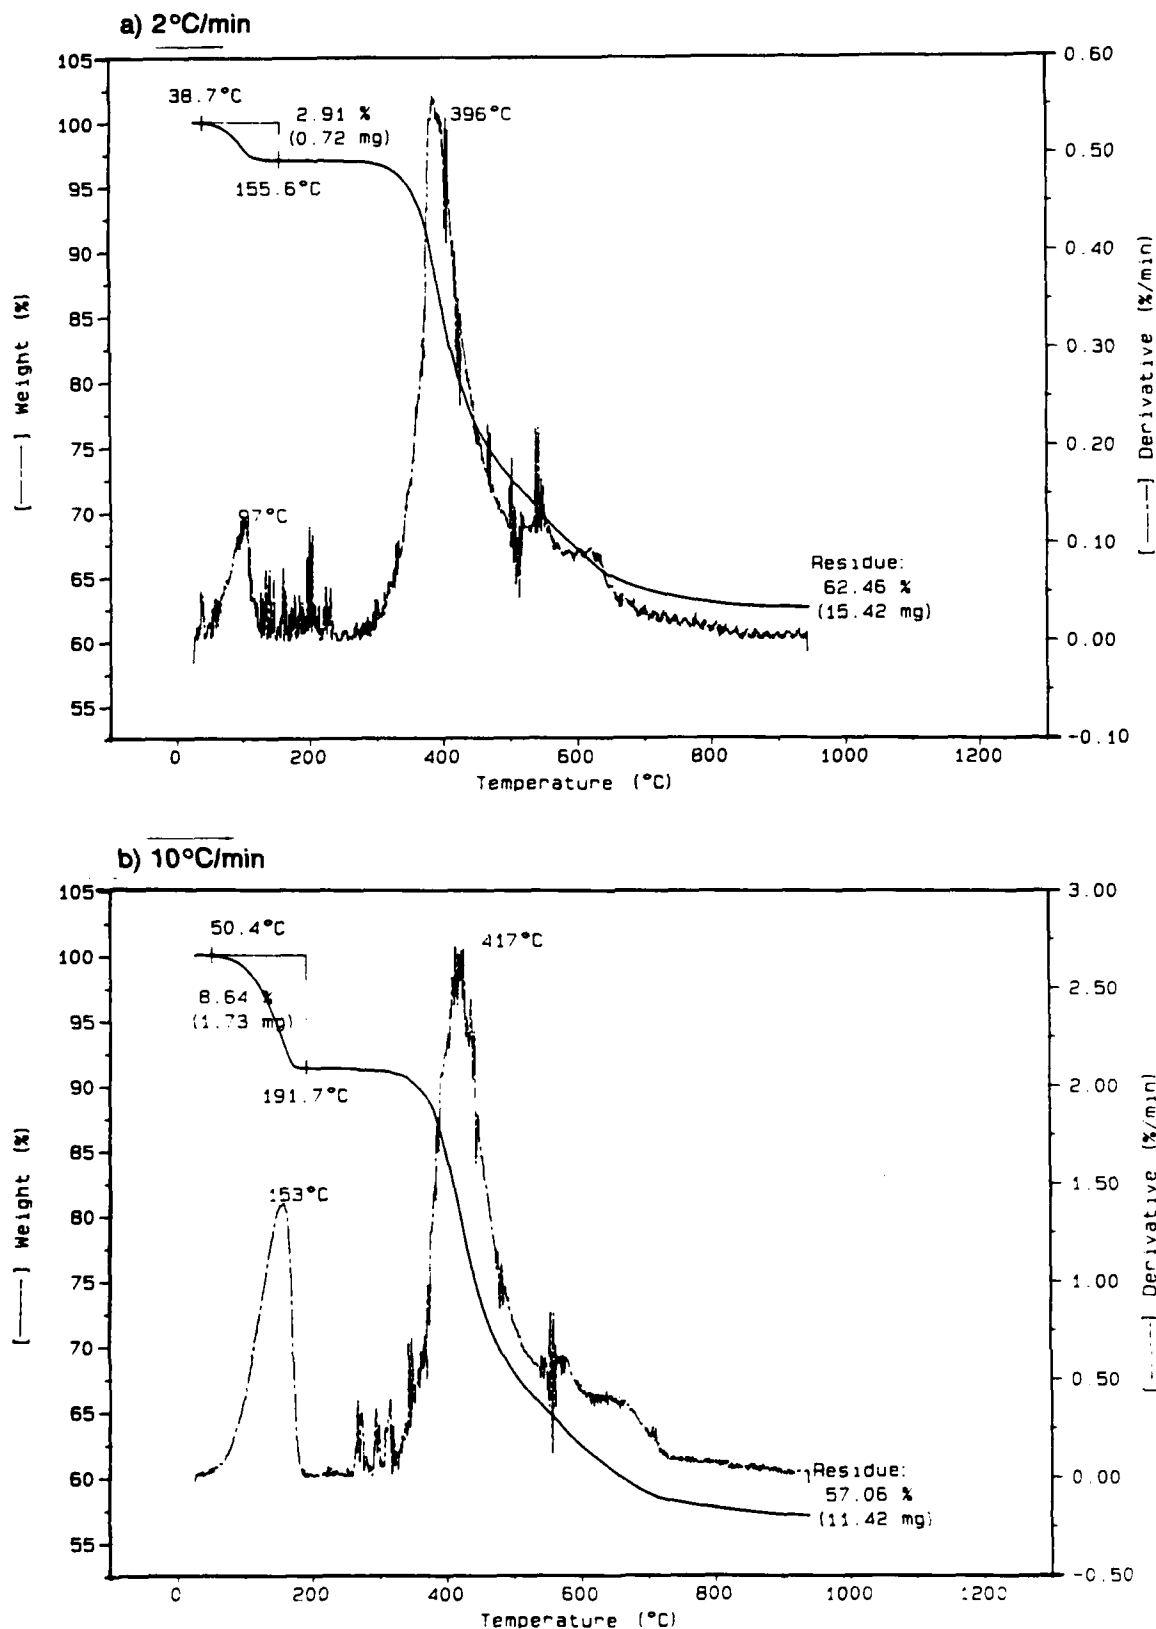 a) 2°C/min
105
100
95
90
85
80
75
70
65
60
55
[——] Weight (%)
38.7°C
2.91 %
(0.72 mg)
155.6°C
396°C
97°C
Residue:
62.46 %
(15.42 mg)
0.60
0.50
0.40
0.30
0.20
0.10
0.00
-0.10
[—·—] Derivative (%/min)
0 200 400 600 800 1000 1200
Temperature (°C)
b) 10°C/min
105
100
95
90
85
80
75
70
65
60
55
[——] Weight (%)
50.4°C
8.64 %
(1.73 mg)
191.7°C
417°C
153°C
Residue:
57.06 %
(11.42 mg)
3.00
2.50
2.00
1.50
1.00
0.50
0.00
-0.50
[—·—] Derivative (%/min)
0 200 400 600 800 1000 1200
Temperature (°C)